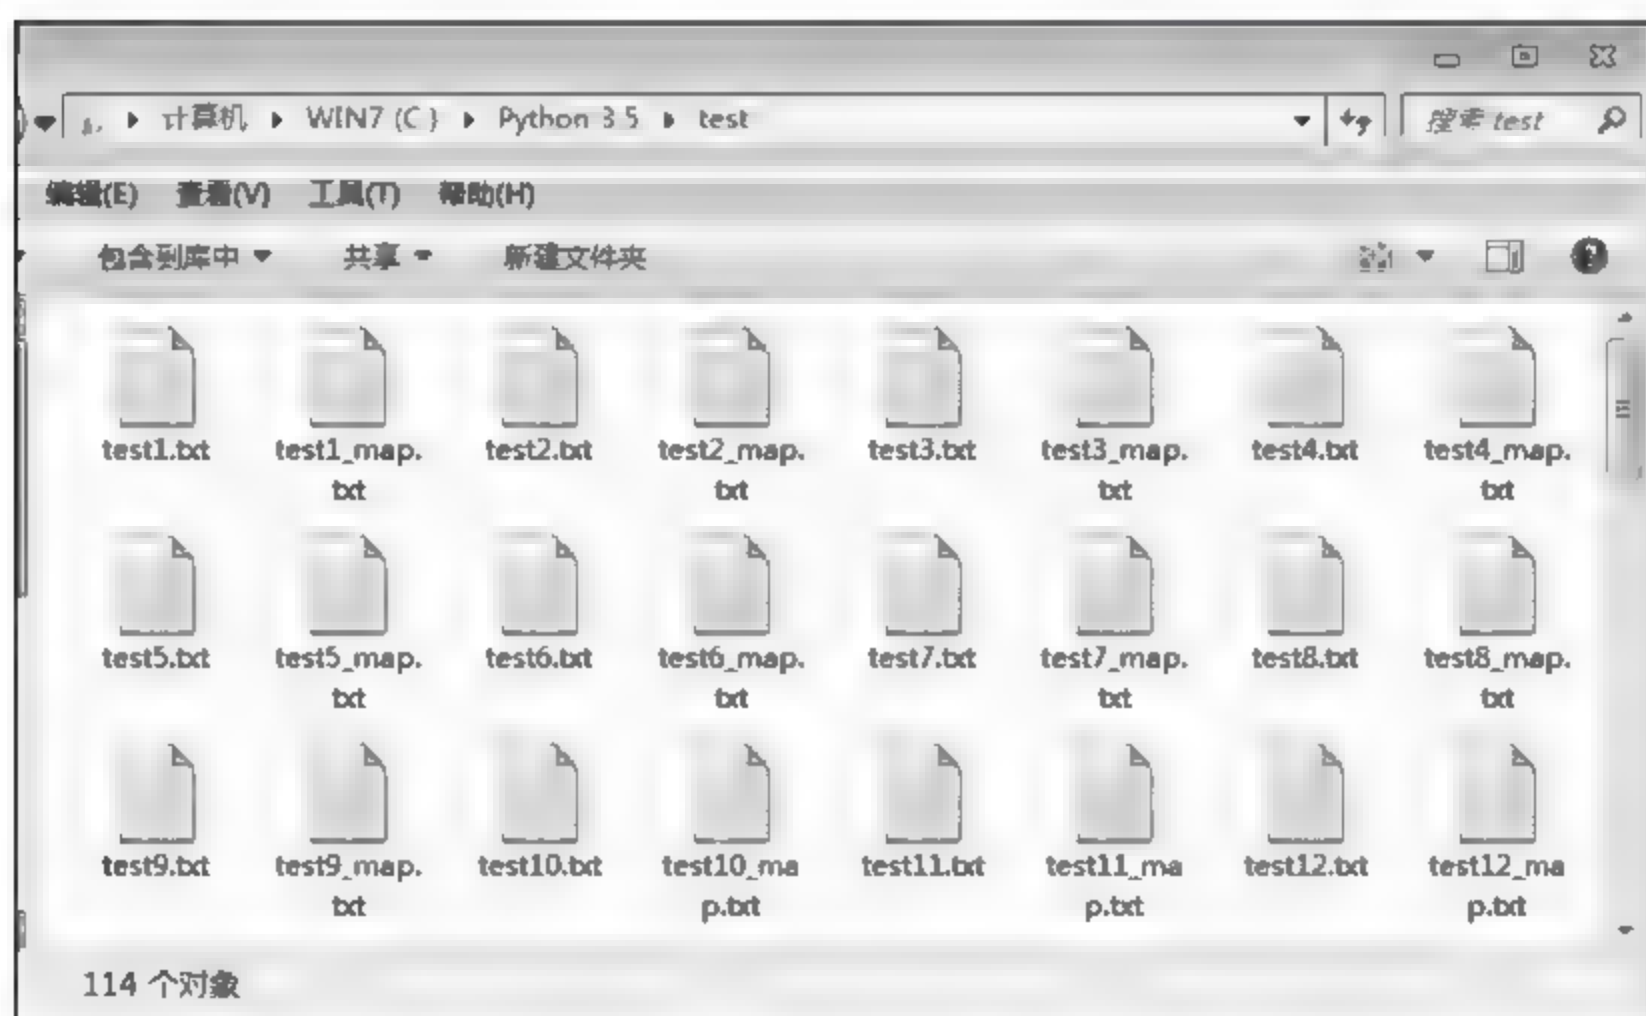 计算机 ▸ WIN7 (C:) ▸ Python 3.5 ▸ test
搜索 test
编辑(E) 查看(V) 工具(T) 帮助(H)
包含到库中 共享 新建文件夹
test1.txt test1_map. test2.txt test2_map. test3.txt test3_map. test4.txt test4_map.
txt txt txt txt
test5.txt test5_map. test6.txt test6_map. test7.txt test7_map. test8.txt test8_map.
txt txt txt txt
test9.txt test9_map. test10.txt test10_ma test11.txt test11_ma test12.txt test12_ma
txt p.txt p.txt p.txt
114 个对象